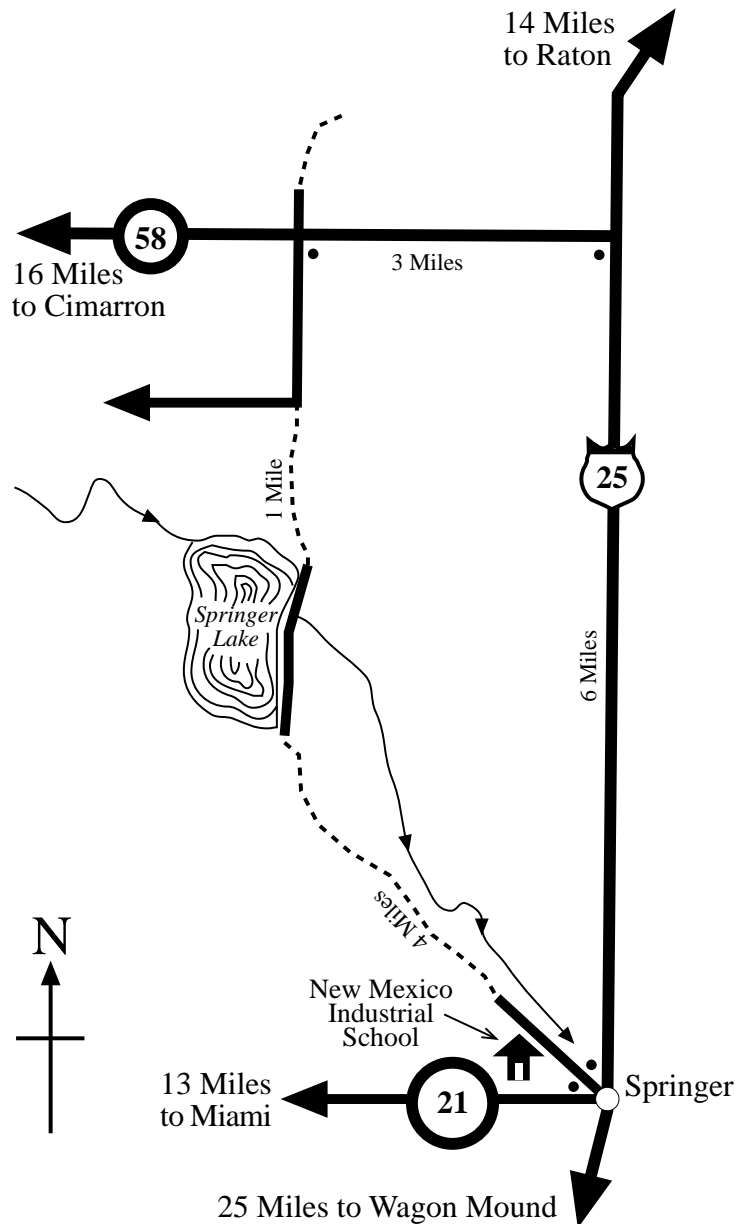 14 Miles
to Raton
58
3 Miles
16 Miles
to Cimarron
1 Mile
25
Springer
Lake
6 Miles
4 Miles
N
New Mexico
Industrial
School
13 Miles
to Miami
21
Springer
25 Miles to Wagon Mound